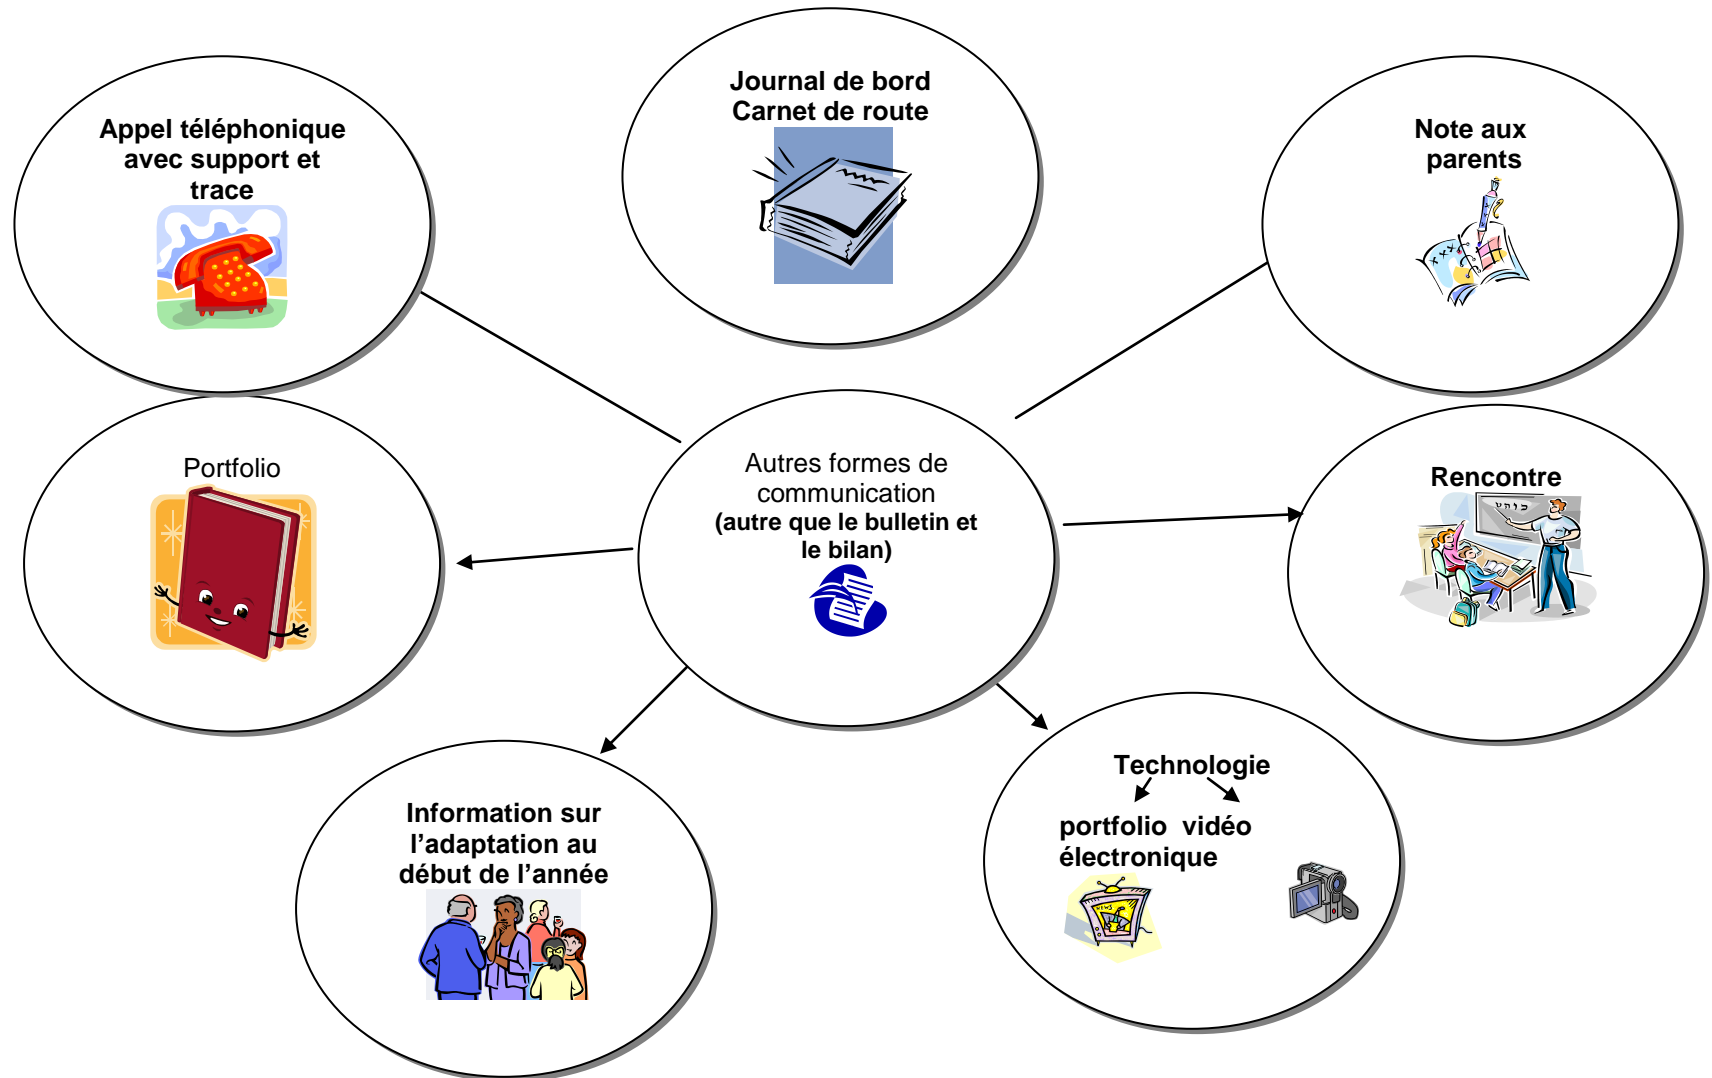 Journal de bord
Carnet de route
Appel téléphonique
avec support et
trace
Note aux
parents
Portfolio
Autres formes de
communication
(autre que le bulletin et
le bilan)
Rencontre
Information sur
l’adaptation au
début de l’année
Technologie
portfolio vidéo
électronique
NEWS